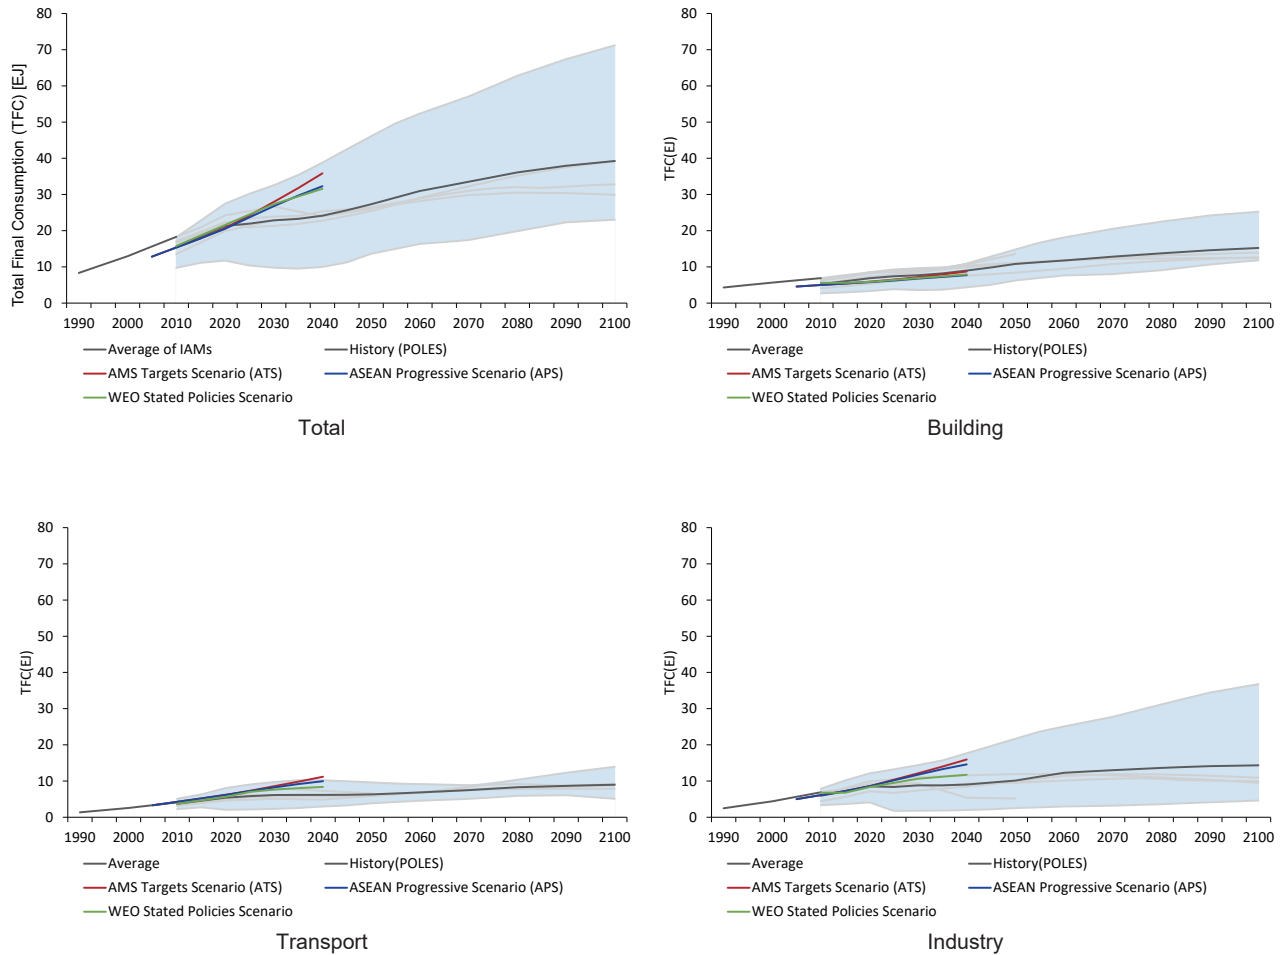 Total Final Consumption (TFC) [EJ]
80
70
60
50
40
30
20
10
0
1990 2000 2010 2020 2030 2040 2050 2060 2070 2080 2090 2100
Average of IAMs History (POLES)
AMS Targets Scenario (ATS) ASEAN Progressive Scenario (APS)
WEO Stated Policies Scenario
Total
TFC(EJ)
80
70
60
50
40
30
20
10
0
1990 2000 2010 2020 2030 2040 2050 2060 2070 2080 2090 2100
Average History(POLES)
AMS Targets Scenario (ATS) ASEAN Progressive Scenario (APS)
WEO Stated Policies Scenario
Building
TFC(EJ)
80
70
60
50
40
30
20
10
0
1990 2000 2010 2020 2030 2040 2050 2060 2070 2080 2090 2100
Average History(POLES)
AMS Targets Scenario (ATS) ASEAN Progressive Scenario (APS)
WEO Stated Policies Scenario
Transport
TFC(EJ)
80
70
60
50
40
30
20
10
0
1990 2000 2010 2020 2030 2040 2050 2060 2070 2080 2090 2100
Average History(POLES)
AMS Targets Scenario (ATS) ASEAN Progressive Scenario (APS)
WEO Stated Policies Scenario
Industry